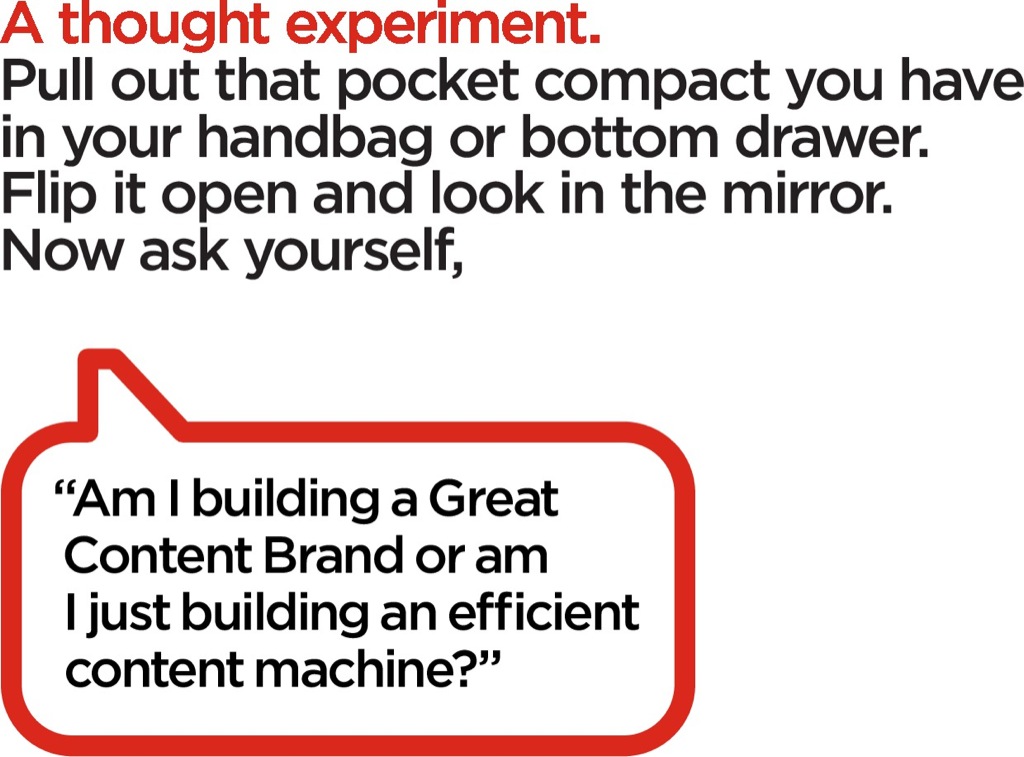 A thought experiment.
Pull out that pocket compact you have
in your handbag or bottom drawer.
Flip it open and look in the mirror.
Now ask yourself,
“Am I building a Great
Content Brand or am
I just building an efficient
content machine?”